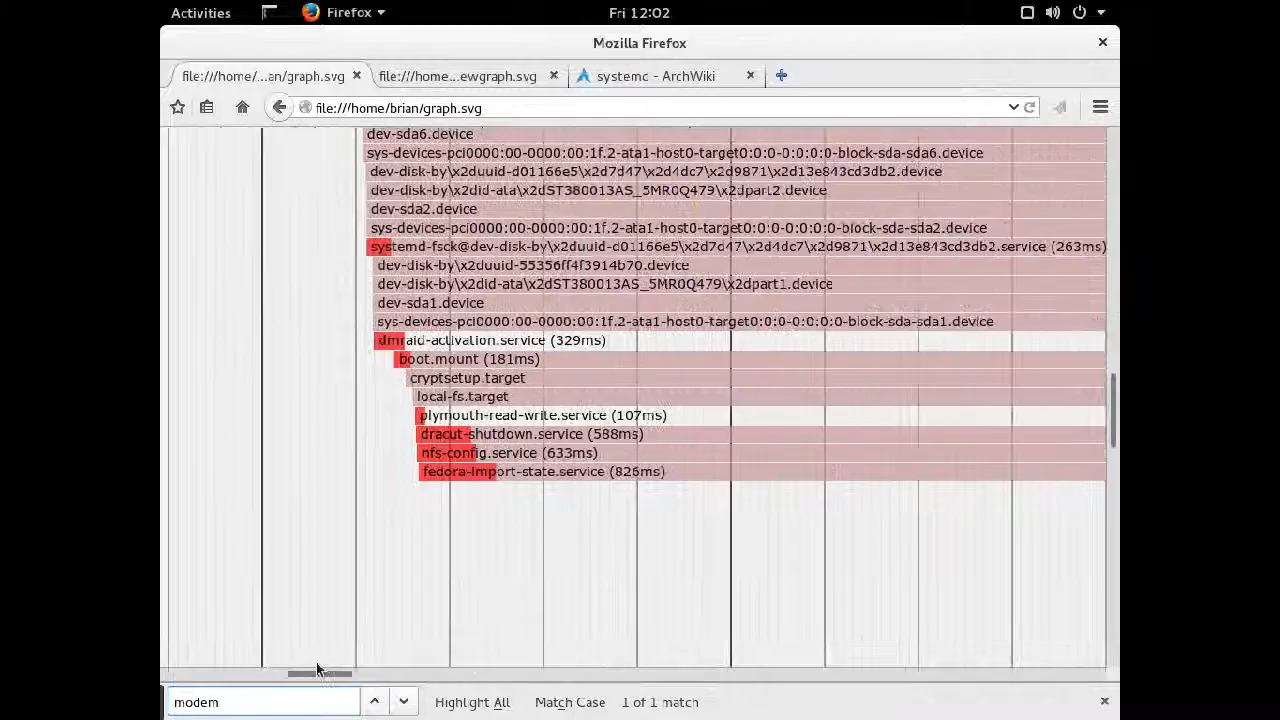 Activities
Firefox
Fri 12:02
Mozilla Firefox
file:///home/...an/graph.svg
file:///home...ewgraph.svg
systemd - ArchWiki
file:///home/brian/graph.svg
dev-sda6.device
sys-devices-pci0000:00-0000:00:1f.2-ata1-host0-target0:0:0-0:0:0:0-block-sda-sda6.device
dev-disk-by\x2duuid-d01166e5\x2d7d47\x2d4dc7\x2d9871\x2d13e843cd3db2.device
dev-disk-by\x2did-ata\x2dST380013AS_5MR0Q479\x2dpart2.device
dev-sda2.device
sys-devices-pci0000:00-0000:00:1f.2-ata1-host0-target0:0:0-0:0:0:0-block-sda-sda2.device
systemd-fsck@dev-disk-by\x2duuid-d01166e5\x2d7d47\x2d4dc7\x2d9871\x2d13e843cd3db2.service (263ms)
dev-disk-by\x2duuid-55356ff4f3914b70.device
dev-disk-by\x2did-ata\x2dST380013AS_5MR0Q479\x2dpart1.device
dev-sda1.device
sys-devices-pci0000:00-0000:00:1f.2-ata1-host0-target0:0:0-0:0:0:0-block-sda-sda1.device
dmraid-activation.service (329ms)
boot.mount (181ms)
cryptsetup.target
local-fs.target
plymouth-read-write.service (107ms)
dracut-shutdown.service (588ms)
nfs-config.service (633ms)
fedora-import-state.service (826ms)
modem
Highlight All
Match Case
1 of 1 match